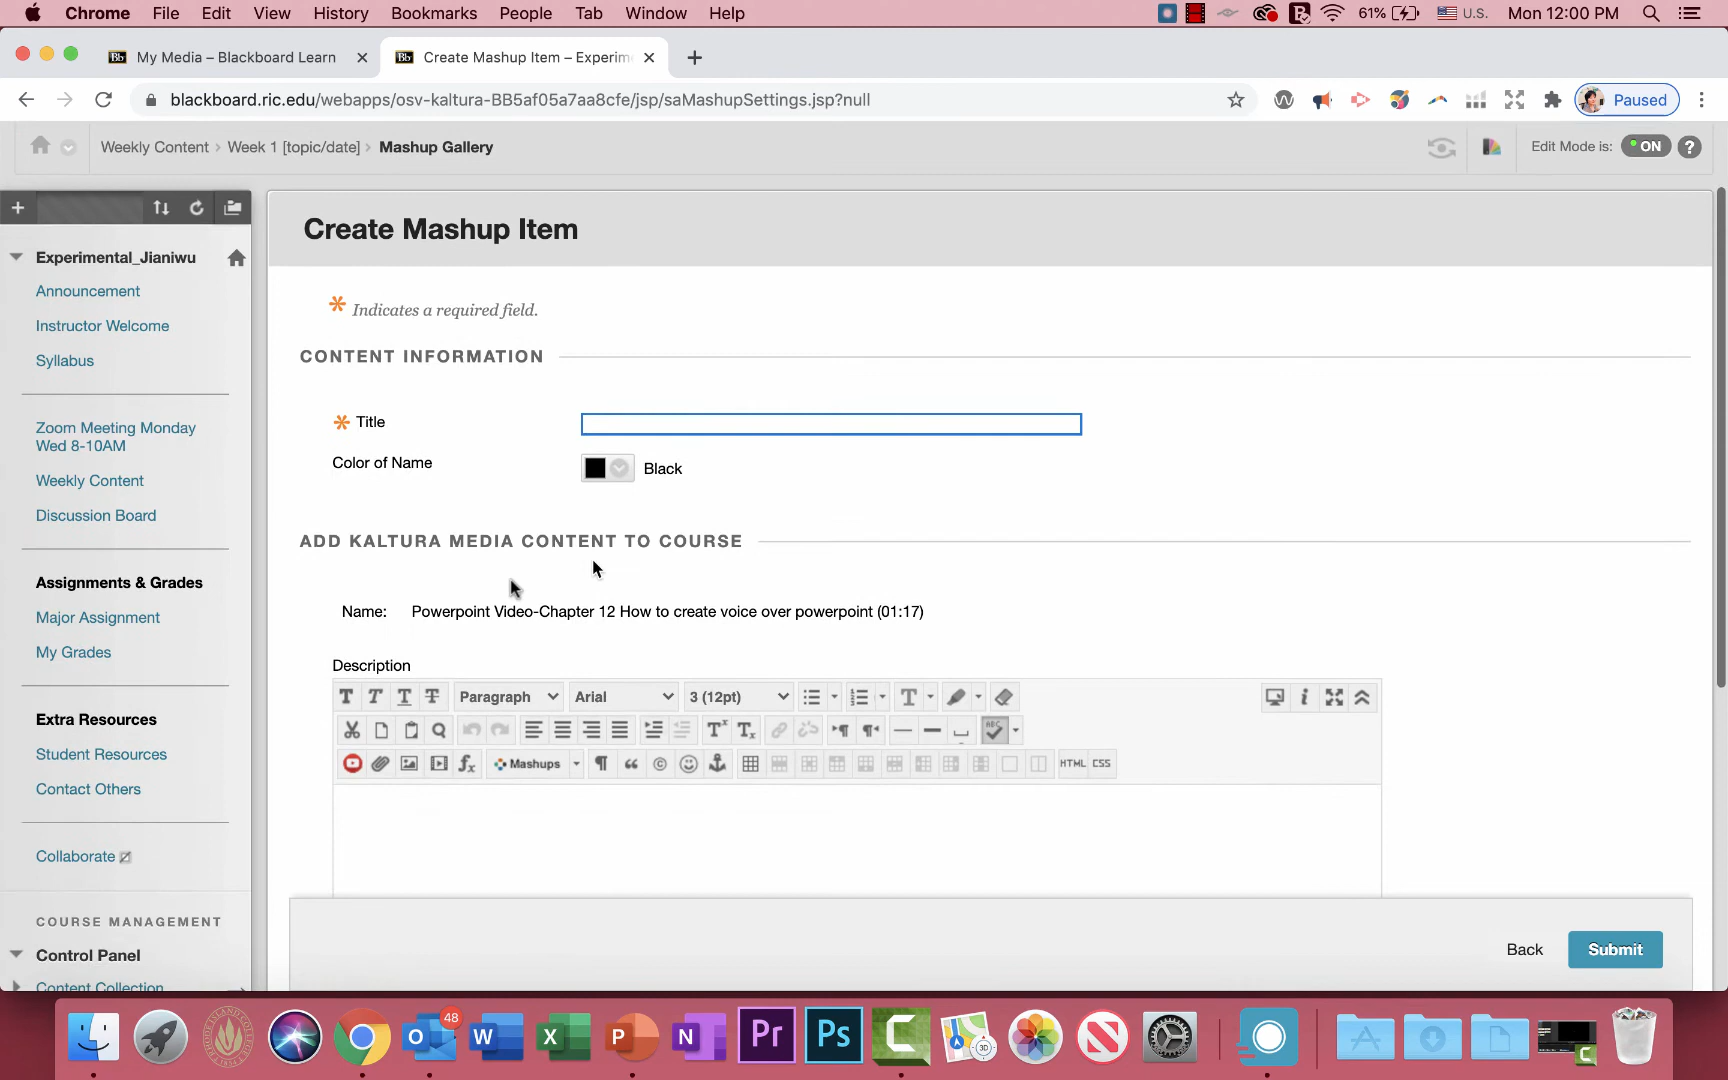 Chrome File Edit View History Bookmarks People Tab Window Help 61% U.S. Mon 12:00 PM
Bb My Media – Blackboard Learn Bb Create Mashup Item – Experim
blackboard.ric.edu/webapps/osv-kaltura-BB5af05a7aa8cfe/jsp/saMashupSettings.jsp?null Paused
Weekly Content Week 1 [topic/date] Mashup Gallery Edit Mode is: ON ?
Experimental_Jianiwu
Announcement
Instructor Welcome
Syllabus
Zoom Meeting Monday
Wed 8-10AM
Weekly Content
Discussion Board
Assignments & Grades
Major Assignment
My Grades
Extra Resources
Student Resources
Contact Others
Collaborate
COURSE MANAGEMENT
Control Panel
Content Collection
Create Mashup Item
Indicates a required field.
CONTENT INFORMATION
Title
Color of Name Black
ADD KALTURA MEDIA CONTENT TO COURSE
Name: Powerpoint Video-Chapter 12 How to create voice over powerpoint (01:17)
Description
T T T T Paragraph Arial 3 (12pt) T
ABC
Mashups HTML CSS
Back Submit
48
O W X P N Pr Ps C 3D